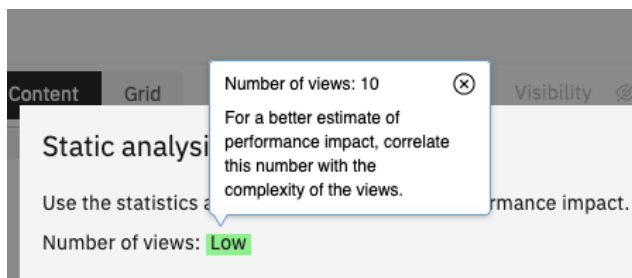 Number of views: 10
For a better estimate of
performance impact, correlate
this number with the
complexity of the views.
Content Grid Visibility
Static analysi
Use the statistics a rmance impact.
Number of views: Low